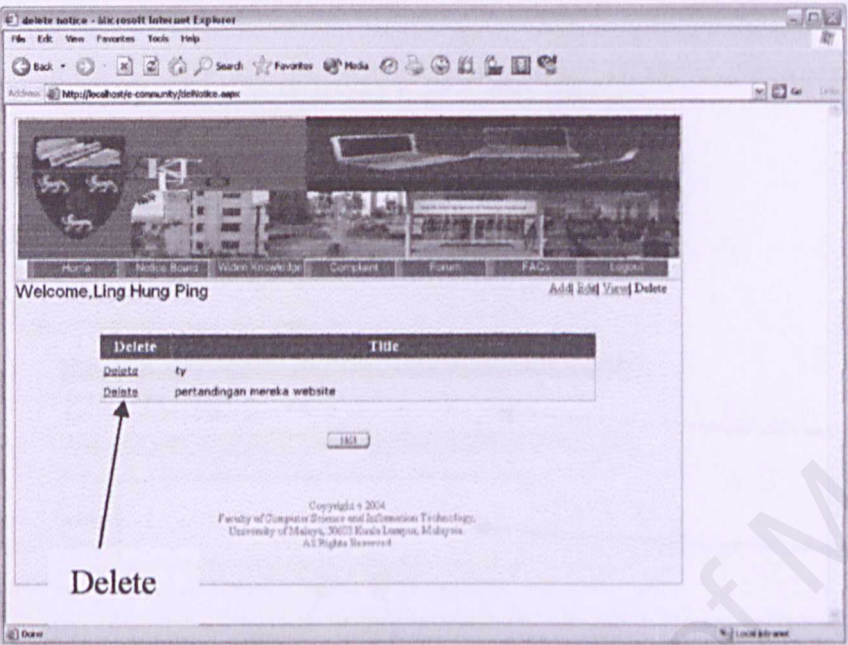 delete notice - Microsoft Internet Explorer
File Edit View Favorites Tools Help
Back Search Favorites Media
Address http://localhost/e-community/delNotice.aspx Go Links
Home Notice Board Widen Knowledge Complaint Forum FAQs Logout
Welcome,Ling Hung Ping Add| Edit| View| Delete
Delete Title
Delete ty
Delete pertandingan mereka website
Copyright © 2004
Faculty of Computer Science and Information Technology,
University of Malaya, 50603 Kuala Lumpur, Malaysia.
All Rights Reserved
Delete
Done Local intranet
of M